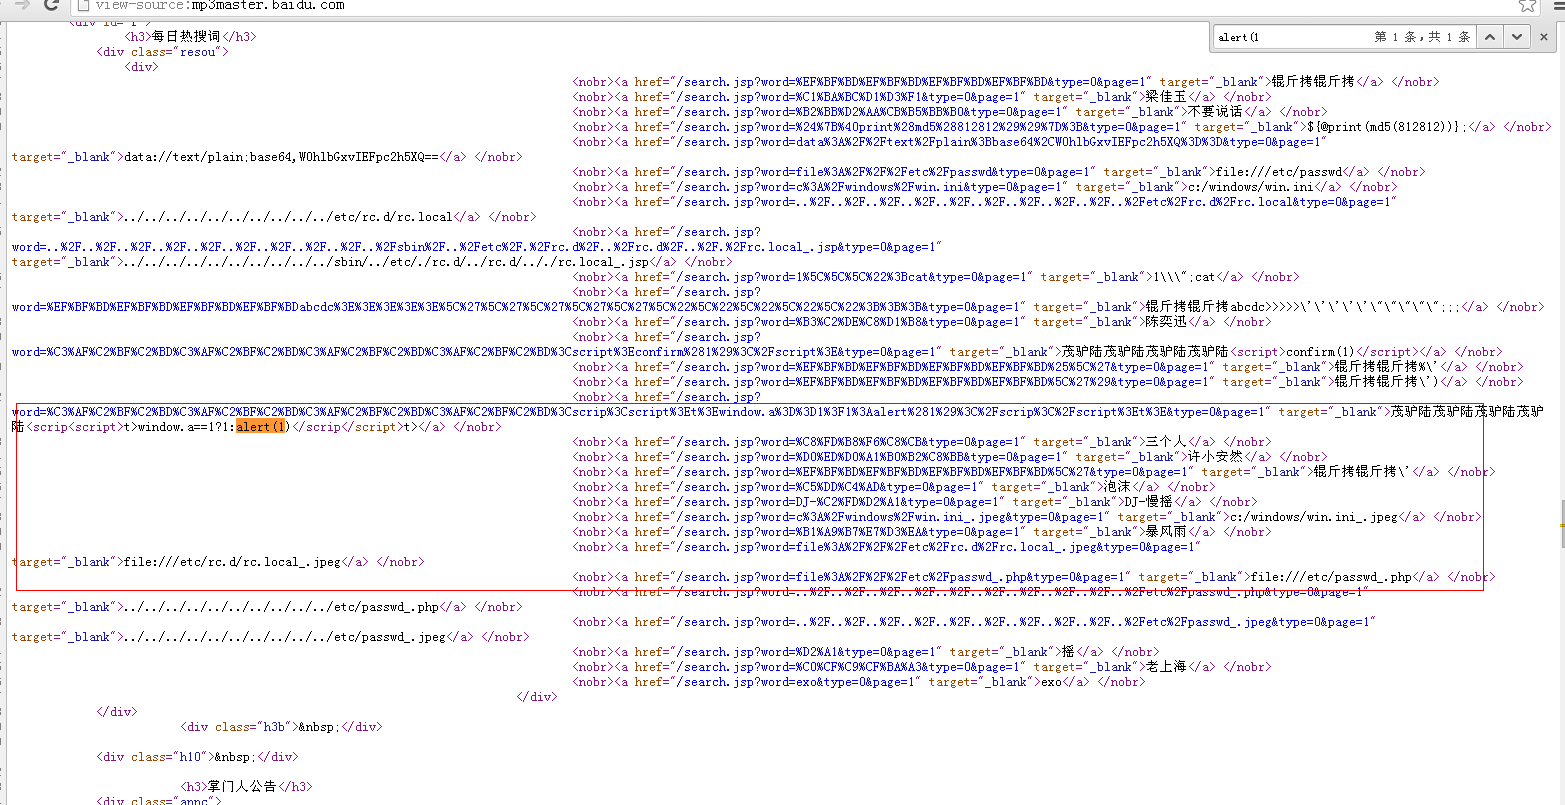 view-source:mp3master.baidu.com
alert(1 第 1 条，共 1 条
<h3>每日热搜词</h3>
<div class="resou">
<div>
<nobr><a href="/search.jsp?word=%EF%BF%BD%EF%BF%BD%EF%BF%BD%EF%BF%BD&type=0&page=1" target="_blank">锟斤拷锟斤拷</a> </nobr>
<nobr><a href="/search.jsp?word=%C1%BA%BC%D1%D3%F1&type=0&page=1" target="_blank">梁佳玉</a> </nobr>
<nobr><a href="/search.jsp?word=%B2%BB%D2%AA%CB%B5%BB%B0&type=0&page=1" target="_blank">不要说话</a> </nobr>
<nobr><a href="/search.jsp?word=%24%7B%40print%28md5%28812812%29%29%7D%3B&type=0&page=1" target="_blank">${@print(md5(812812))};</a> </nobr>
<nobr><a href="/search.jsp?word=data%3A%2F%2Ftext%2Fplain%3Bbase64%2CW0hlbGxvIEFpc2h5XQ%3D%3D&type=0&page=1"
target="_blank">data://text/plain;base64,W0hlbGxvIEFpc2h5XQ==</a> </nobr>
<nobr><a href="/search.jsp?word=file%3A%2F%2F%2Fetc%2Fpasswd&type=0&page=1" target="_blank">file:///etc/passwd</a> </nobr>
<nobr><a href="/search.jsp?word=c%3A%2Fwindows%2Fwin.ini&type=0&page=1" target="_blank">c:/windows/win.ini</a> </nobr>
<nobr><a href="/search.jsp?word=..%2F..%2F..%2F..%2F..%2F..%2F..%2F..%2F..%2F..%2Fetc%2Frc.d%2Frc.local&type=0&page=1"
target="_blank">../../../../../../../../../../etc/rc.d/rc.local</a> </nobr>
<nobr><a href="/search.jsp?
word=..%2F..%2F..%2F..%2F..%2F..%2F..%2F..%2F..%2F..%2Fsbin%2F..%2Fetc%2F.%2Frc.d%2F..%2Frc.d%2F..%2F.%2Frc.local_.jsp&type=0&page=1"
target="_blank">../../../../../../../../../../sbin/../etc/./rc.d/../rc.d/.././rc.local_.jsp</a> </nobr>
<nobr><a href="/search.jsp?word=1%5C%5C%5C%22%3Bcat&type=0&page=1" target="_blank">1\\\";cat</a> </nobr>
<nobr><a href="/search.jsp?
word=%EF%BF%BD%EF%BF%BD%EF%BF%BD%EF%BF%BDabcdc%3E%3E%3E%3E%3E%5C%27%5C%27%5C%27%5C%27%5C%27%5C%22%5C%22%5C%22%5C%22%5C%22%3B%3B%3B&type=0&page=1" target="_blank">锟斤拷锟斤拷abcdc>>>>>\'\'\'\'\'\"\"\"\"\";;;</a> </nobr>
<nobr><a href="/search.jsp?word=%B3%C2%DE%C8%D1%B8&type=0&page=1" target="_blank">陈奕迅</a> </nobr>
<nobr><a href="/search.jsp?
word=%C3%AF%C2%BF%C2%BD%C3%AF%C2%BF%C2%BD%C3%AF%C2%BF%C2%BD%C3%AF%C2%BF%C2%BD%3Cscript%3Econfirm%281%29%3C%2Fscript%3E&type=0&page=1" target="_blank">茂驴陆茂驴陆茂驴陆茂驴陆<script>confirm(1)</script></a> </nobr>
<nobr><a href="/search.jsp?word=%EF%BF%BD%EF%BF%BD%EF%BF%BD%EF%BF%BD%25%5C%27&type=0&page=1" target="_blank">锟斤拷锟斤拷%\'</a> </nobr>
<nobr><a href="/search.jsp?word=%EF%BF%BD%EF%BF%BD%EF%BF%BD%EF%BF%BD%5C%27%29&type=0&page=1" target="_blank">锟斤拷锟斤拷\')</a> </nobr>
<nobr><a href="/search.jsp?
word=%C3%AF%C2%BF%C2%BD%C3%AF%C2%BF%C2%BD%C3%AF%C2%BF%C2%BD%C3%AF%C2%BF%C2%BD%3Cscrip%3Cscript%3Et%3Ewindow.a%3D%3D1%3F1%3Aalert%281%29%3C%2Fscrip%3C%2Fscript%3Et%3E&type=0&page=1" target="_blank">茂驴陆茂驴陆茂驴陆茂驴
陆<scrip<script>t>window.a==1?1:alert(1)</scrip</script>t></a> </nobr>
<nobr><a href="/search.jsp?word=%C8%FD%B8%F6%C8%CB&type=0&page=1" target="_blank">三个人</a> </nobr>
<nobr><a href="/search.jsp?word=%D0%ED%D0%A1%B0%B2%C8%BB&type=0&page=1" target="_blank">许小安然</a> </nobr>
<nobr><a href="/search.jsp?word=%EF%BF%BD%EF%BF%BD%EF%BF%BD%EF%BF%BD%5C%27&type=0&page=1" target="_blank">锟斤拷锟斤拷\'</a> </nobr>
<nobr><a href="/search.jsp?word=%C5%DD%C4%AD&type=0&page=1" target="_blank">泡沫</a> </nobr>
<nobr><a href="/search.jsp?word=DJ-%C2%FD%D2%A1&type=0&page=1" target="_blank">DJ-慢摇</a> </nobr>
<nobr><a href="/search.jsp?word=c%3A%2Fwindows%2Fwin.ini_.jpeg&type=0&page=1" target="_blank">c:/windows/win.ini_.jpeg</a> </nobr>
<nobr><a href="/search.jsp?word=%B1%A9%B7%E7%D3%EA&type=0&page=1" target="_blank">暴风雨</a> </nobr>
<nobr><a href="/search.jsp?word=file%3A%2F%2F%2Fetc%2Frc.d%2Frc.local_.jpeg&type=0&page=1"
target="_blank">file:///etc/rc.d/rc.local_.jpeg</a> </nobr>
<nobr><a href="/search.jsp?word=file%3A%2F%2F%2Fetc%2Fpasswd_.php&type=0&page=1" target="_blank">file:///etc/passwd_.php</a> </nobr>
<nobr><a href="/search.jsp?word=..%2F..%2F..%2F..%2F..%2F..%2F..%2F..%2F..%2F..%2Fetc%2Fpasswd_.php&type=0&page=1"
target="_blank">../../../../../../../../../../etc/passwd_.php</a> </nobr>
<nobr><a href="/search.jsp?word=..%2F..%2F..%2F..%2F..%2F..%2F..%2F..%2F..%2F..%2Fetc%2Fpasswd_.jpeg&type=0&page=1"
target="_blank">../../../../../../../../../../etc/passwd_.jpeg</a> </nobr>
<nobr><a href="/search.jsp?word=%D2%A1&type=0&page=1" target="_blank">摇</a> </nobr>
<nobr><a href="/search.jsp?word=%C0%CF%C9%CF%BA%A3&type=0&page=1" target="_blank">老上海</a> </nobr>
<nobr><a href="/search.jsp?word=exo&type=0&page=1" target="_blank">exo</a> </nobr>
</div>
</div>
<div class="h3b">&nbsp;</div>
<div class="h10">&nbsp;</div>
<h3>掌门人公告</h3>
<div class="annc">